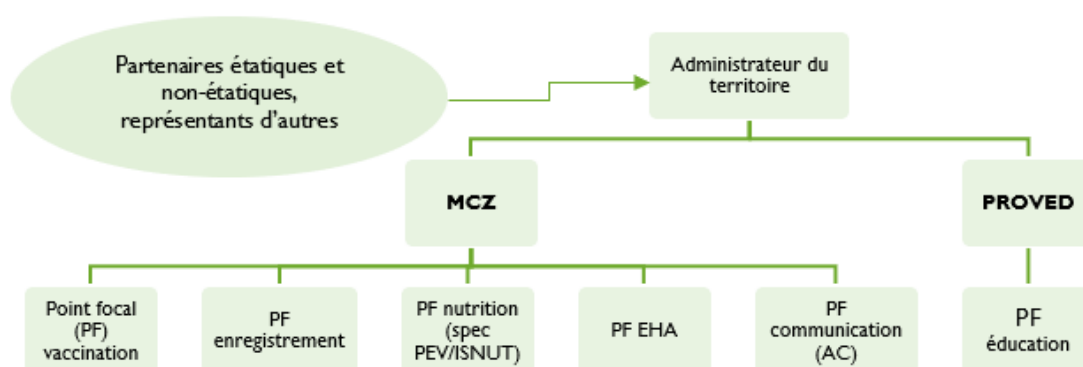 Partenaires étatiques et
non-étatiques,
représentants d'autres
Administrateur du
territoire
MCZ
PROVED
Point focal
(PF)
vaccination
PF
enregistrement
PF nutrition
(spec
PEV/ISNUT)
PF EHA
PF
communication
(AC)
PF
éducation